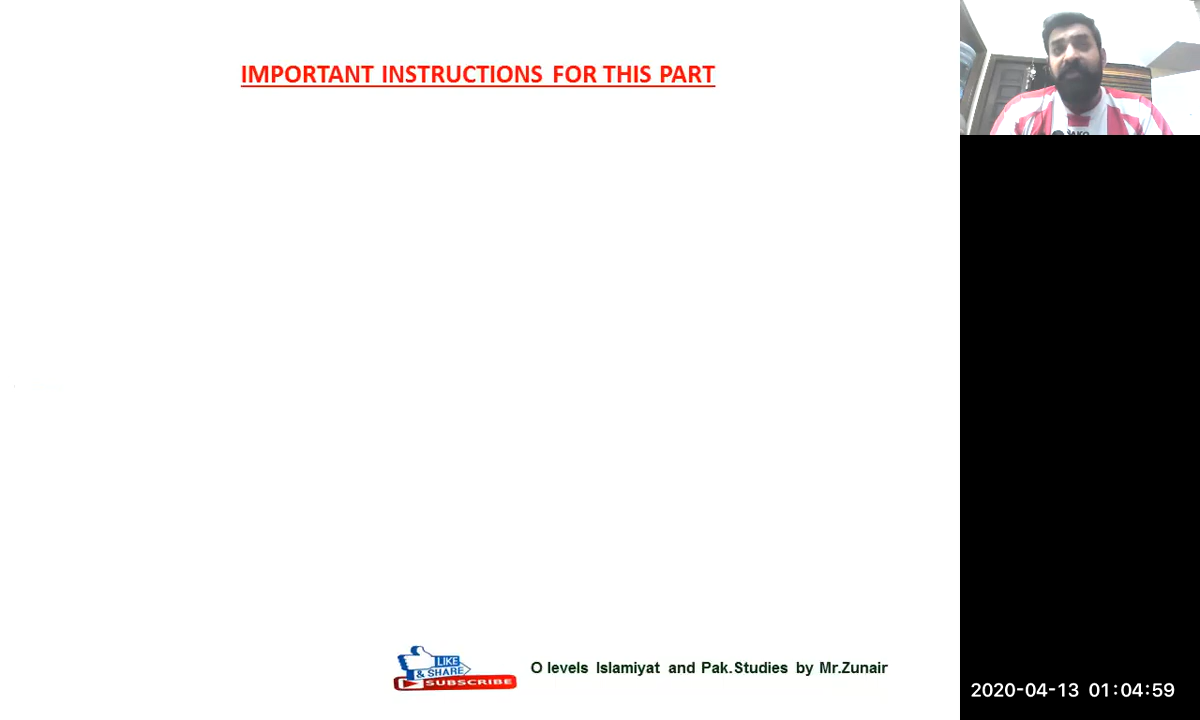 IMPORTANT INSTRUCTIONS FOR THIS PART
JAKO
LIKE
& SHARE
SUBSCRIBE
O levels Islamiyat and Pak.Studies by Mr.Zunair
2020-04-13 01:04:59